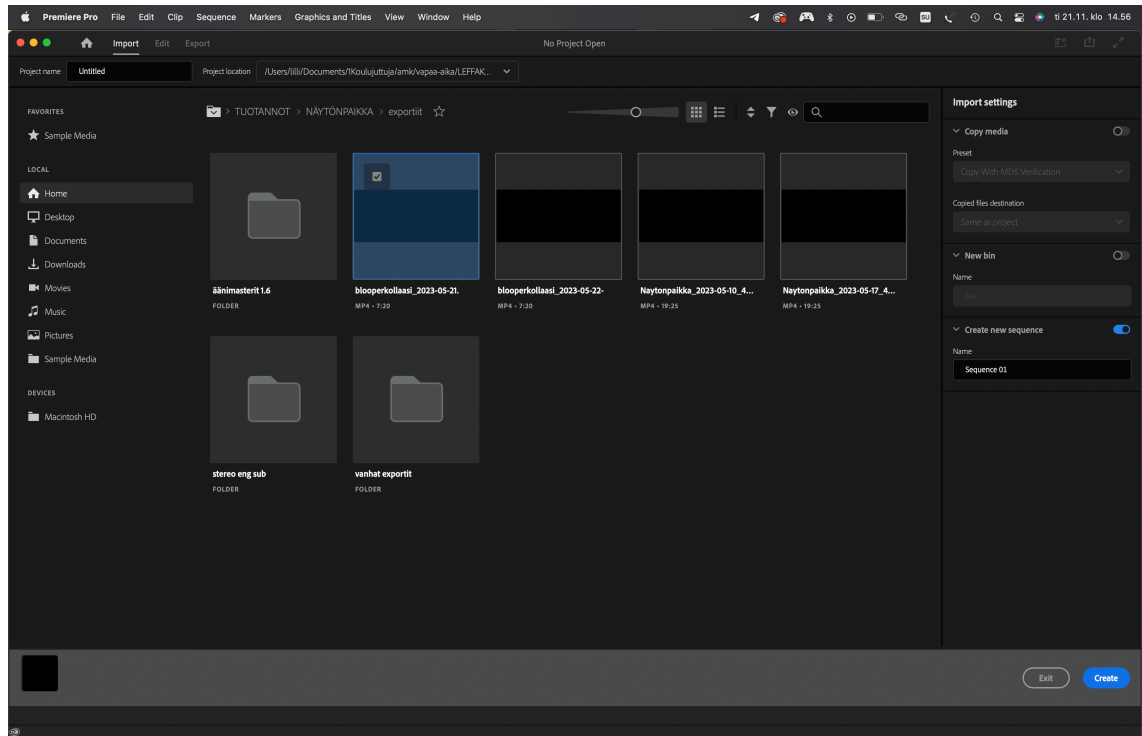 Premiere Pro File Edit Clip Sequence Markers Graphics and Titles View Window Help SU ti 21.11. klo 14.56
Import Edit Export No Project Open
Project name Untitled Project location /Users/lilli/Documents/1Koulujuttuja/amk/vapaa-aika/LEFFAK...
FAVORITES
Sample Media
LOCAL
Home
Desktop
Documents
Downloads
Movies
Music
Pictures
Sample Media
DEVICES
Macintosh HD
TUOTANNOT > NÄYTÖNPAIKKA > exportiit
äänimasterit 1.6
FOLDER
blooperkollaasi_2023-05-21.
MP4 • 7:20
blooperkollaasi_2023-05-22-
MP4 • 7:20
Naytonpaikka_2023-05-10_4...
MP4 • 19:25
Naytonpaikka_2023-05-17_4...
MP4 • 19:25
stereo eng sub
FOLDER
vanhat exportit
FOLDER
Import settings
Copy media
Preset
Copy With MD5 Verification
Copied files destination
Same as project
New bin
Name
Bin
Create new sequence
Name
Sequence 01
Exit Create